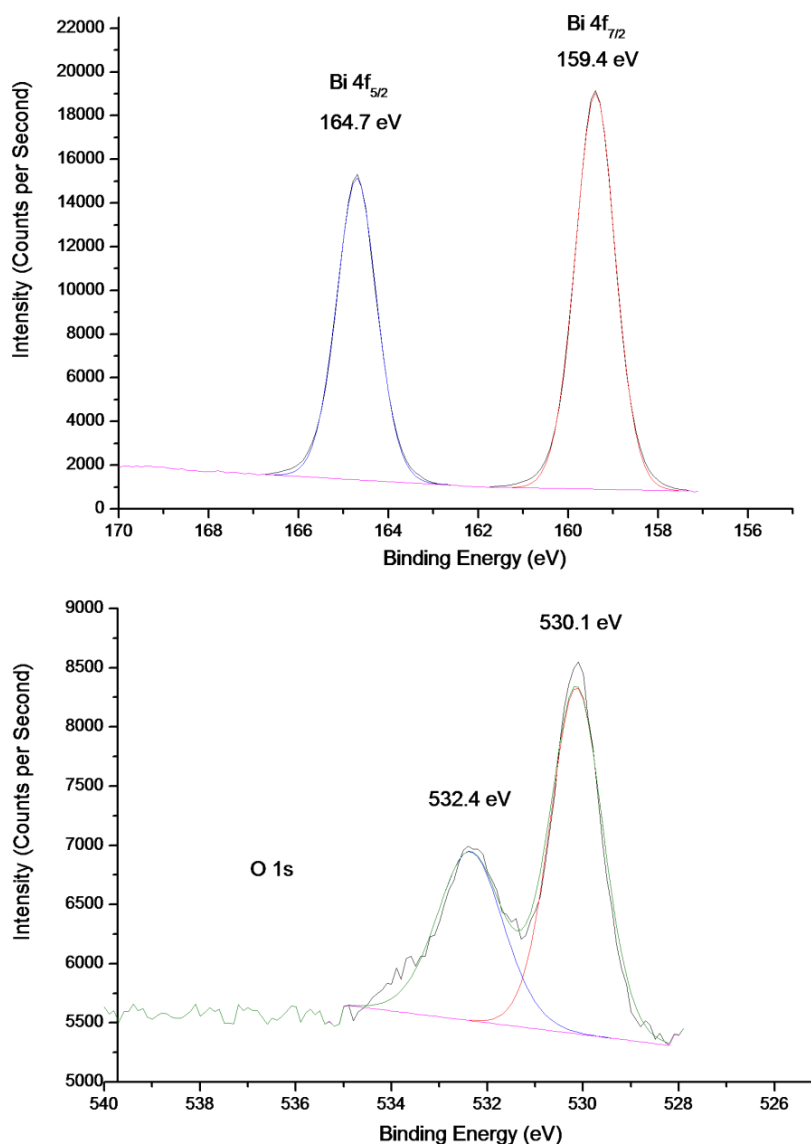 Bi 4f7/2
159.4 eV
Bi 4f5/2
164.7 eV
22000
20000
18000
16000
14000
12000
10000
8000
6000
4000
2000
0
Intensity (Counts per Second)
170 168 166 164 162 160 158 156
Binding Energy (eV)
530.1 eV
532.4 eV
O 1s
9000
8500
8000
7500
7000
6500
6000
5500
5000
Intensity (Counts per Second)
540 538 536 534 532 530 528 526
Binding Energy (eV)